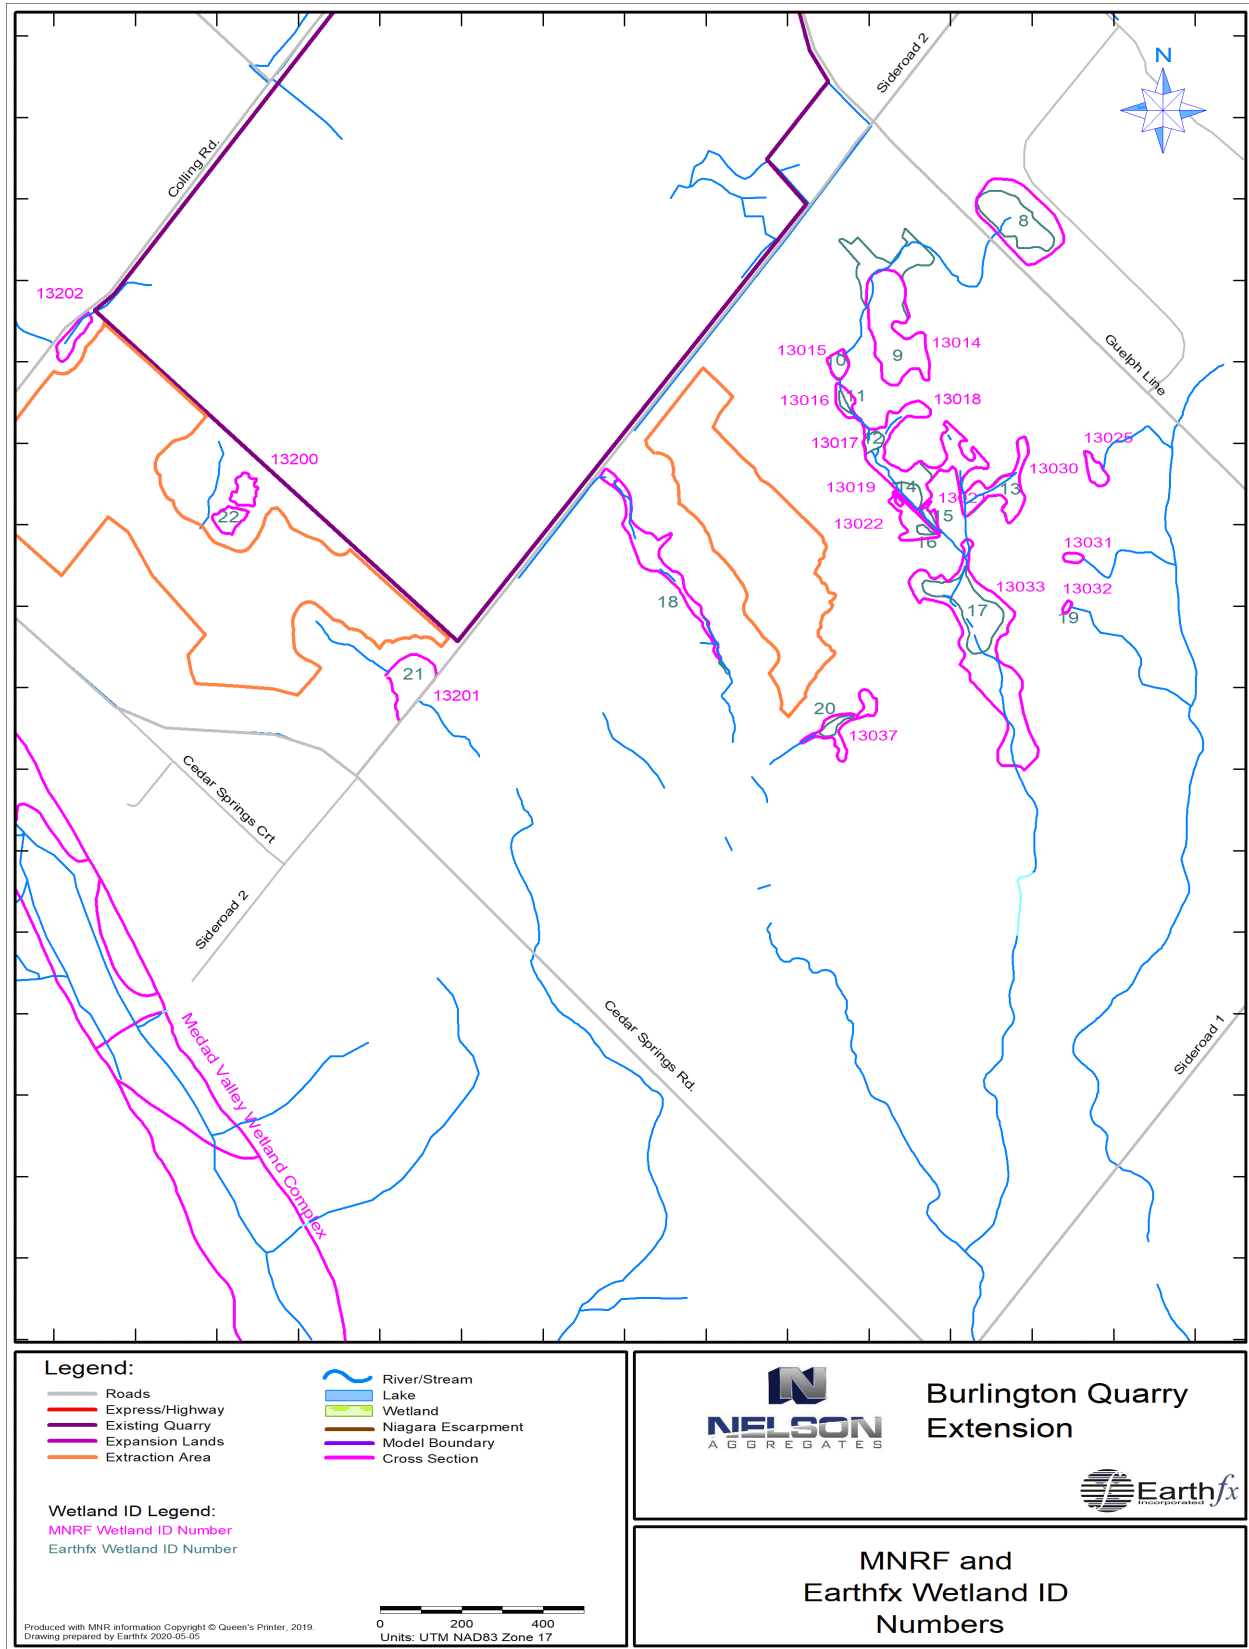 N
Sideroad 2
Colling Rd.
8
13202
Guelph Line
13014
13015
9
10
13016
11
13018
13017
12
13025
13200
13030
13019
14
13
22
13022
15
16
13031
13033
13032
18
17
19
21
13201
20
13037
Cedar Springs Crt
Sideroad 2
Medad Valley Wetland Complex
Cedar Springs Rd.
Sideroad 1
Legend:
Roads
Express/Highway
Existing Quarry
Expansion Lands
Extraction Area
River/Stream
Lake
Wetland
Niagara Escarpment
Model Boundary
Cross Section
Wetland ID Legend:
MNRF Wetland ID Number
Earthfx Wetland ID Number
Produced with MNR information Copyright © Queen's Printer, 2019.
Drawing prepared by Earthfx 2020-05-05
0 200 400
Units: UTM NAD83 Zone 17
N
NELSON
AGGREGATES
Burlington Quarry
Extension
Earthfx
Incorporated
MNRF and
Earthfx Wetland ID
Numbers